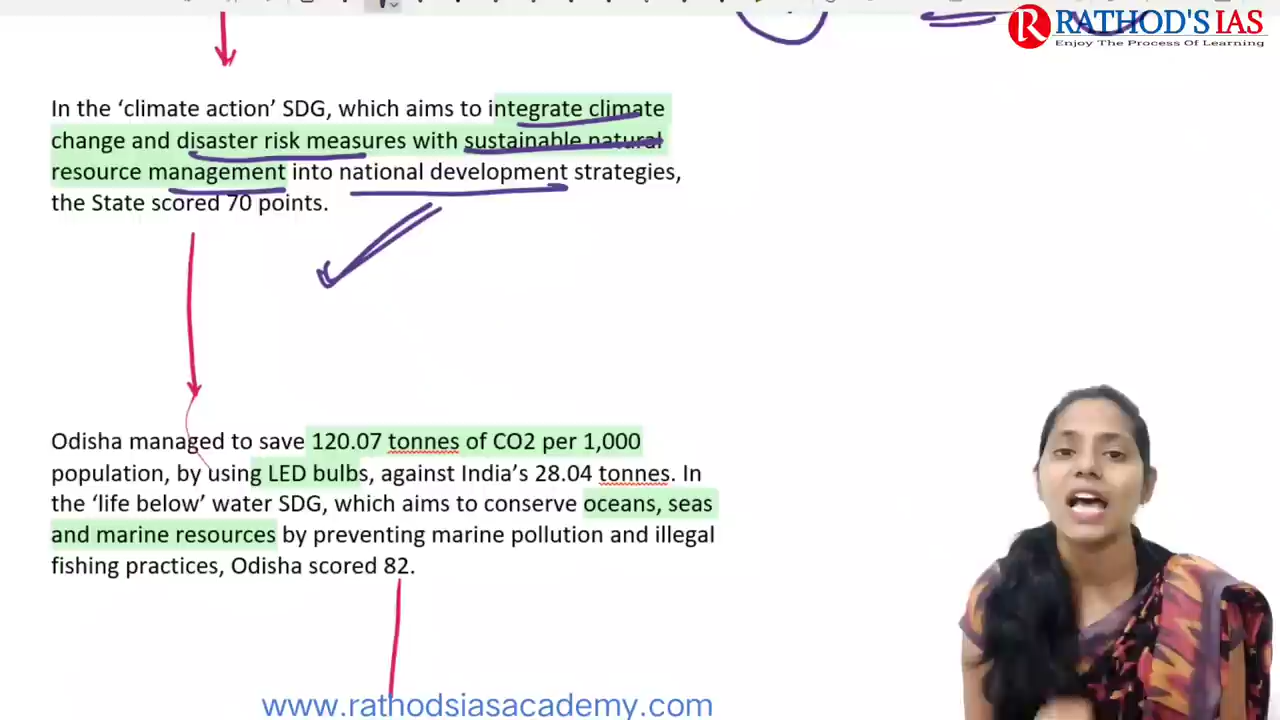 RATHOD'S IAS
Enjoy The Process Of Learning
In the ‘climate action’ SDG, which aims to integrate climate
change and disaster risk measures with sustainable natural
resource management into national development strategies,
the State scored 70 points.
Odisha managed to save 120.07 tonnes of CO2 per 1,000
population, by using LED bulbs, against India’s 28.04 tonnes. In
the ‘life below’ water SDG, which aims to conserve oceans, seas
and marine resources by preventing marine pollution and illegal
fishing practices, Odisha scored 82.
www.rathodsiasacademy.com